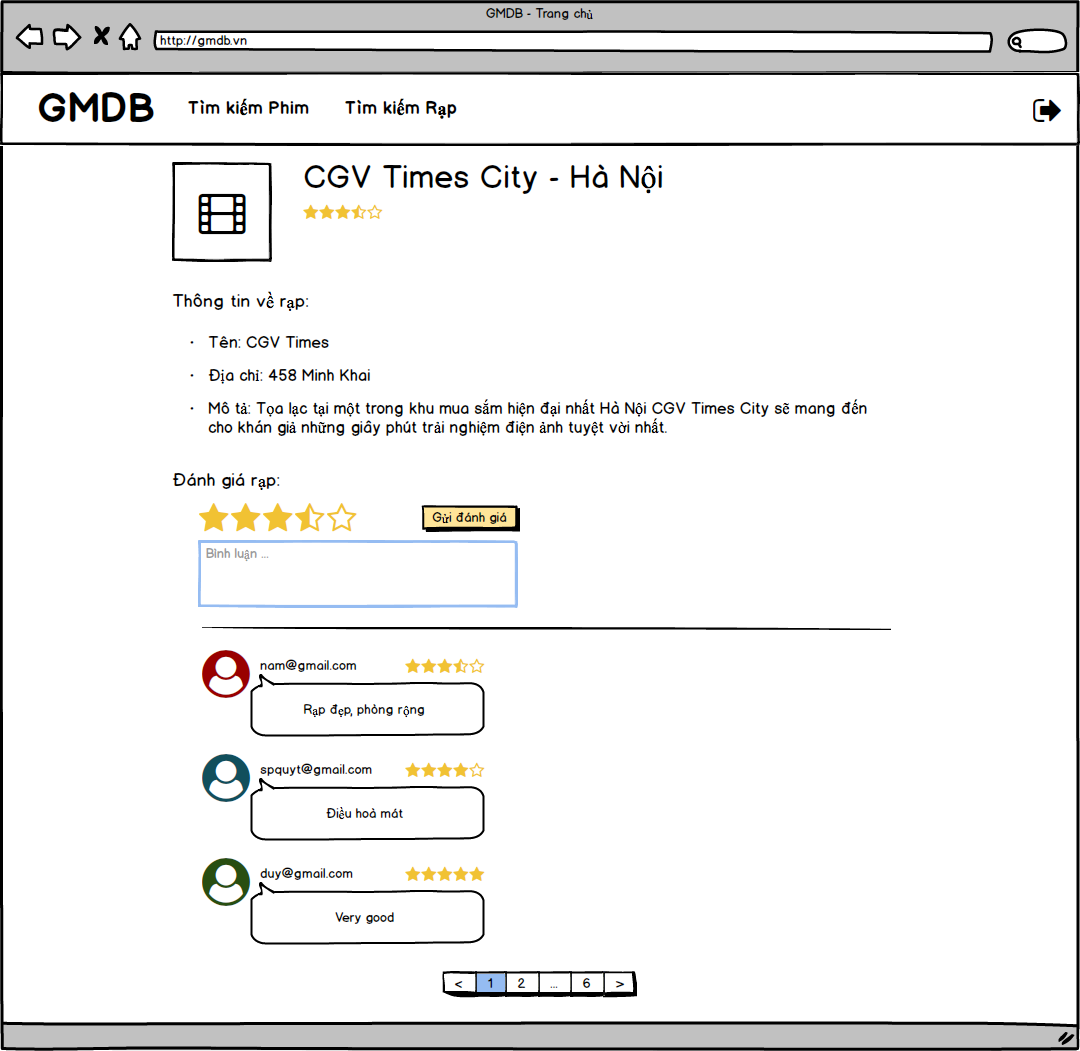 GMDB - Trang chủ
http://gmdb.vn
GMDB
Tìm kiếm Phim
Tìm kiếm Rạp
CGV Times City - Hà Nội
Thông tin về rạp:
· Tên: CGV Times
· Địa chỉ: 458 Minh Khai
· Mô tả: Tọa lạc tại một trong khu mua sắm hiện đại nhất Hà Nội CGV Times City sẽ mang đến
cho khán giả những giây phút trải nghiệm điện ảnh tuyệt vời nhất.
Đánh giá rạp:
Gửi đánh giá
Bình luận ...
nam@gmail.com
Rạp đẹp, phòng rộng
spquyt@gmail.com
Điều hoà mát
duy@gmail.com
Very good
< 1 2 ... 6 >